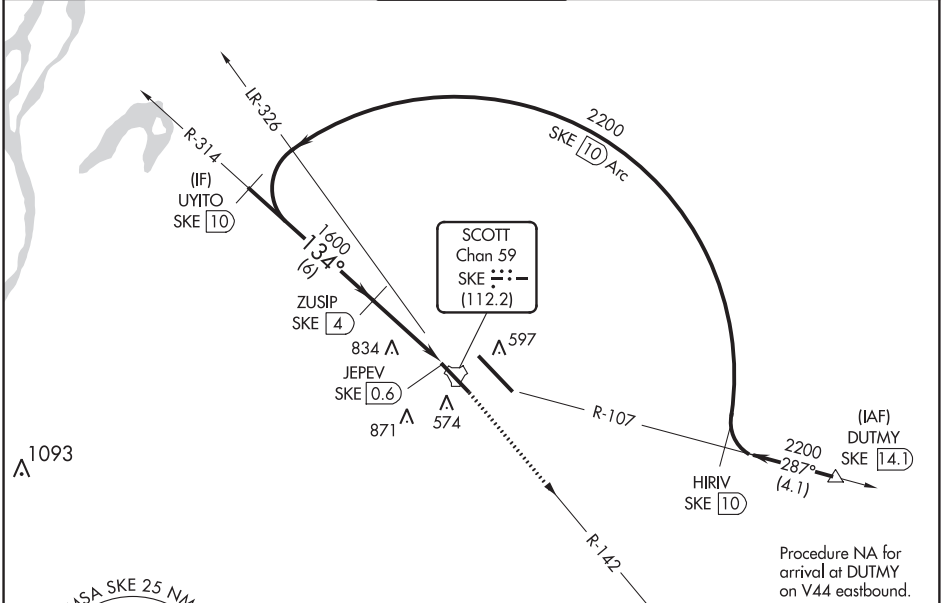 LR-326
R-314
2200
SKE 10 Arc
(IF)
UYITO
SKE 10
1600
134°
(6)
SCOTT
Chan 59
SKE
(112.2)
ZUSIP
SKE 4
834
597
JEPEV
SKE 0.6
871
574
R-107
(IAF)
DUTMY
SKE 14.1
2200
287°
(4.1)
1093
HIRIV
SKE 10
R-142
Procedure NA for
arrival at DUTMY
on V44 eastbound.
MSA SKE 25 NM